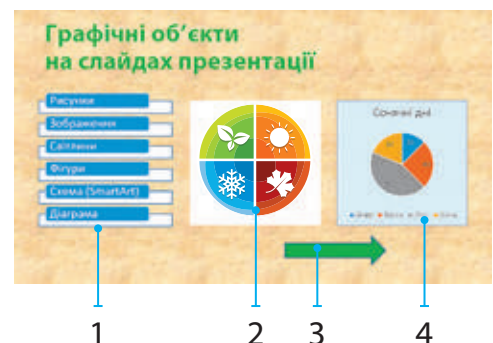 Графічні об’єкти
на слайдах презентації
Рисунки
Зображення
Світлини
Фігури
Схема (SmartArt)
Діаграма
Сонячні дні
1 2 3 4